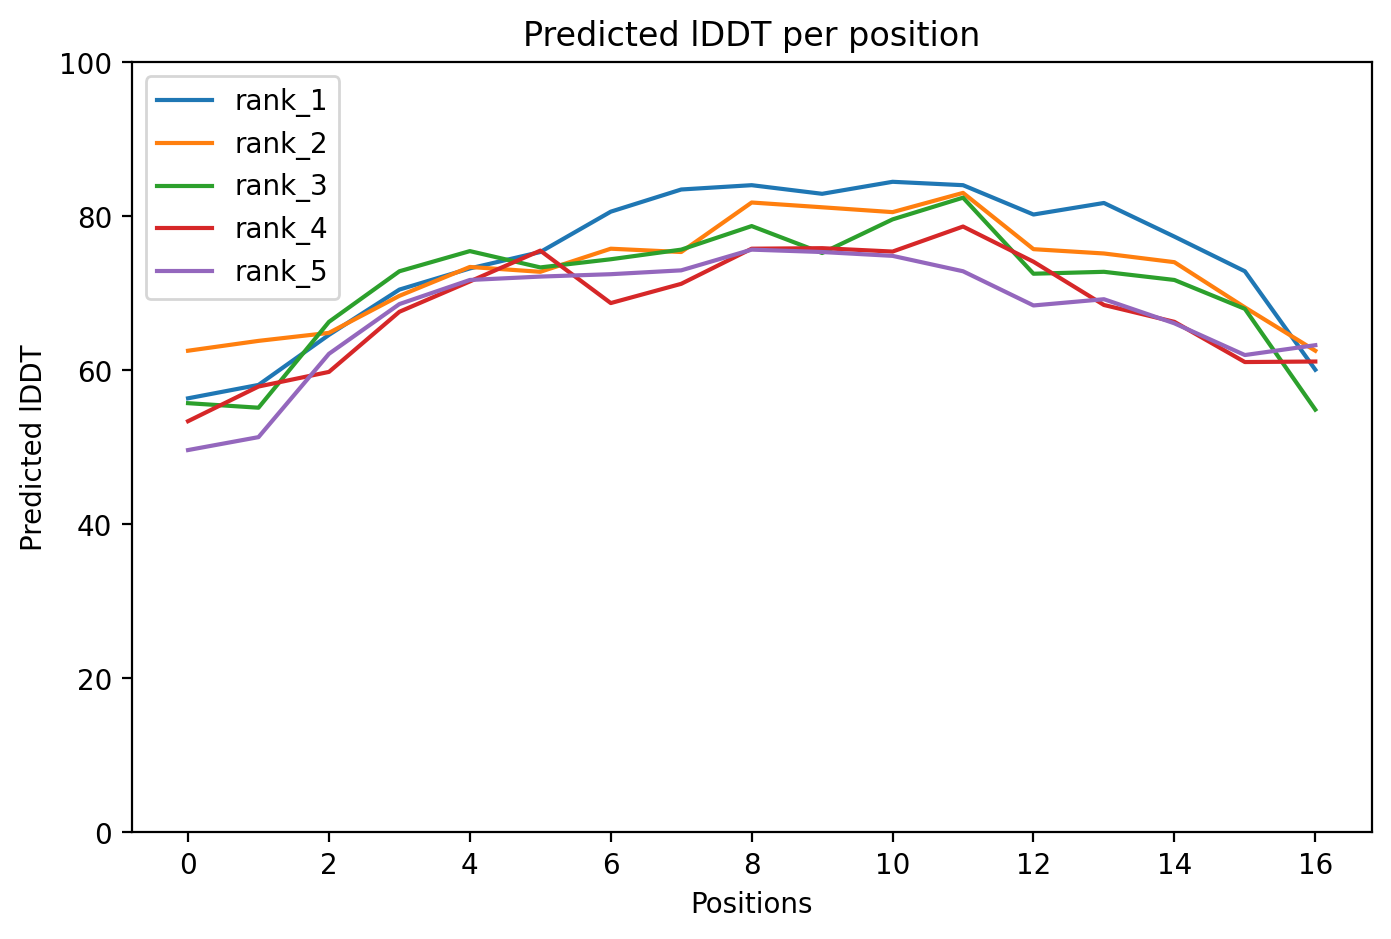 Predicted lDDT per position
100
80
60
40
20
0
Predicted lDDT
rank_1
rank_2
rank_3
rank_4
rank_5
0 2 4 6 8 10 12 14 16
Positions